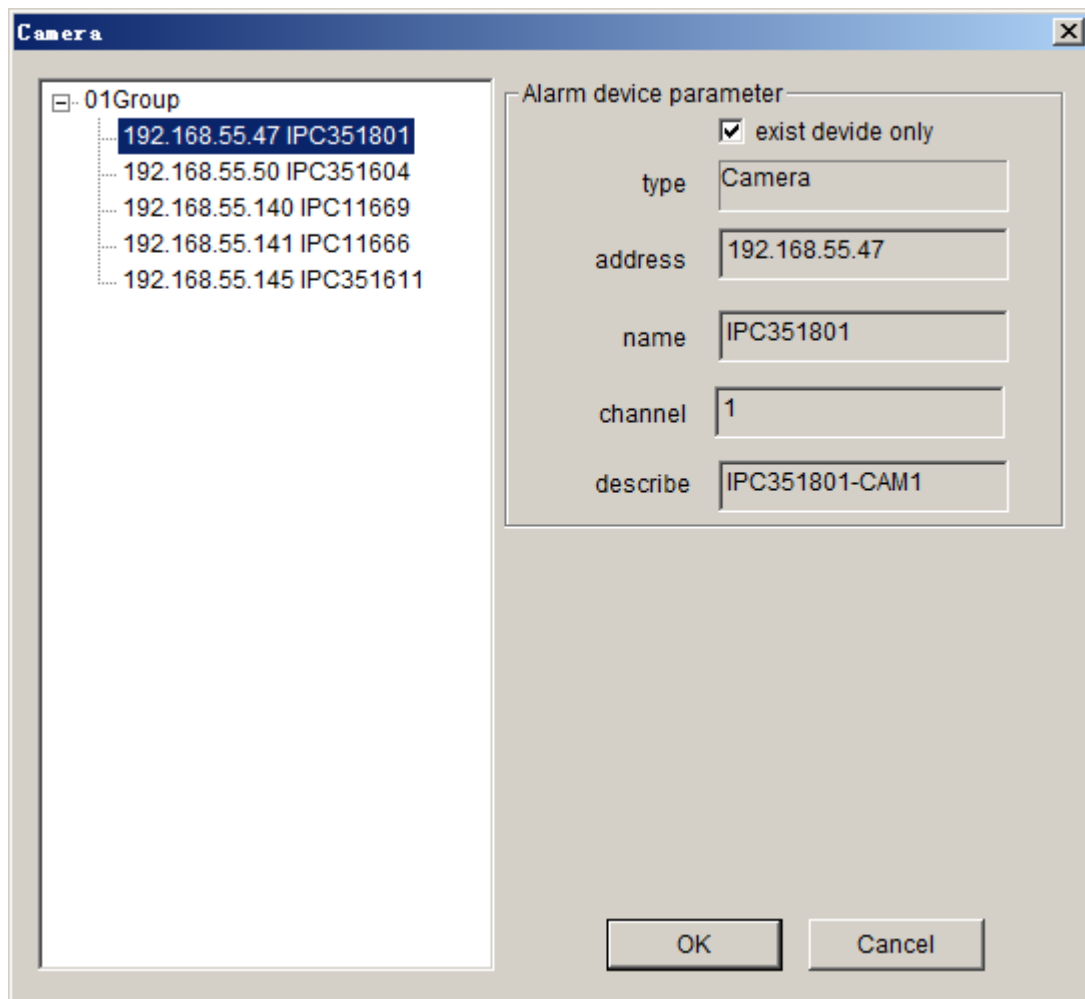 Camera
01Group
192.168.55.47 IPC351801
192.168.55.50 IPC351604
192.168.55.140 IPC11669
192.168.55.141 IPC11666
192.168.55.145 IPC351611
Alarm device parameter
exist devide only
type Camera
address 192.168.55.47
name IPC351801
channel 1
describe IPC351801-CAM1
OK Cancel